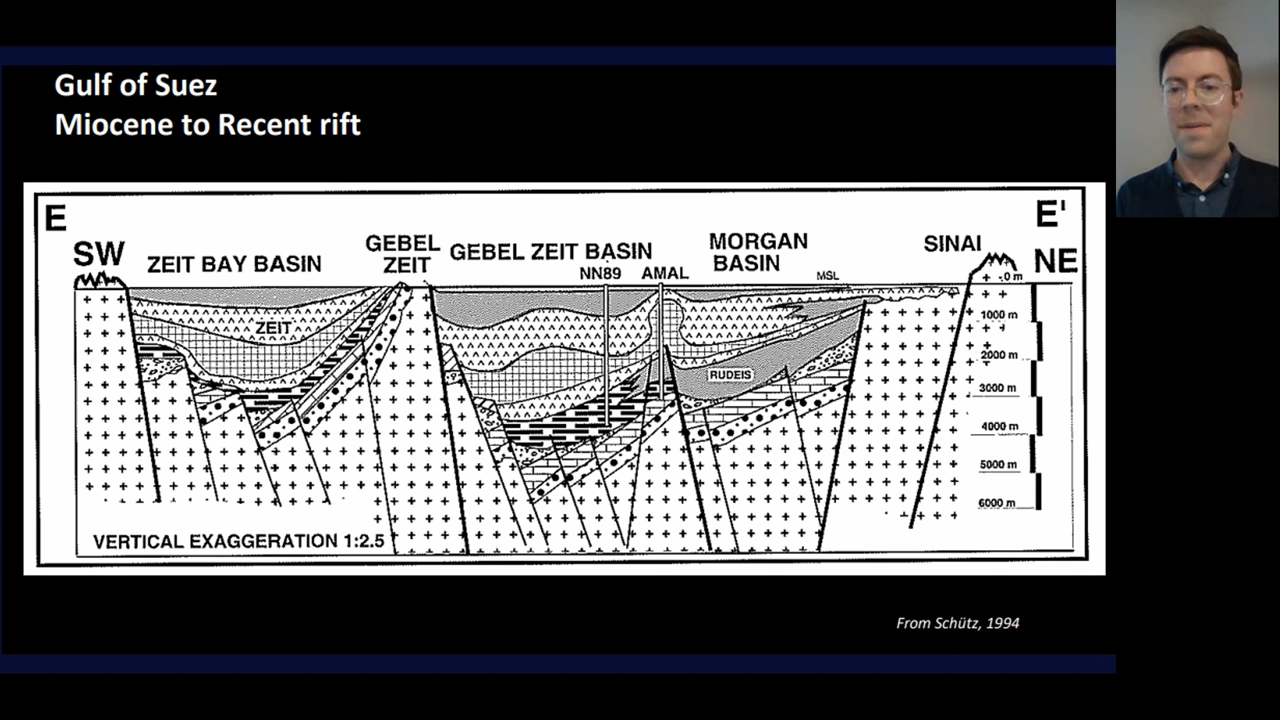 Gulf of Suez
Miocene to Recent rift
E
E'
SW
ZEIT BAY BASIN
GEBEL
ZEIT
GEBEL ZEIT BASIN
NN89
AMAL
MORGAN
BASIN
MSL
SINAI
NE
0 m
1000 m
2000 m
3000 m
4000 m
5000 m
6000 m
ZEIT
RUDEIS
VERTICAL EXAGGERATION 1:2.5
From Schütz, 1994